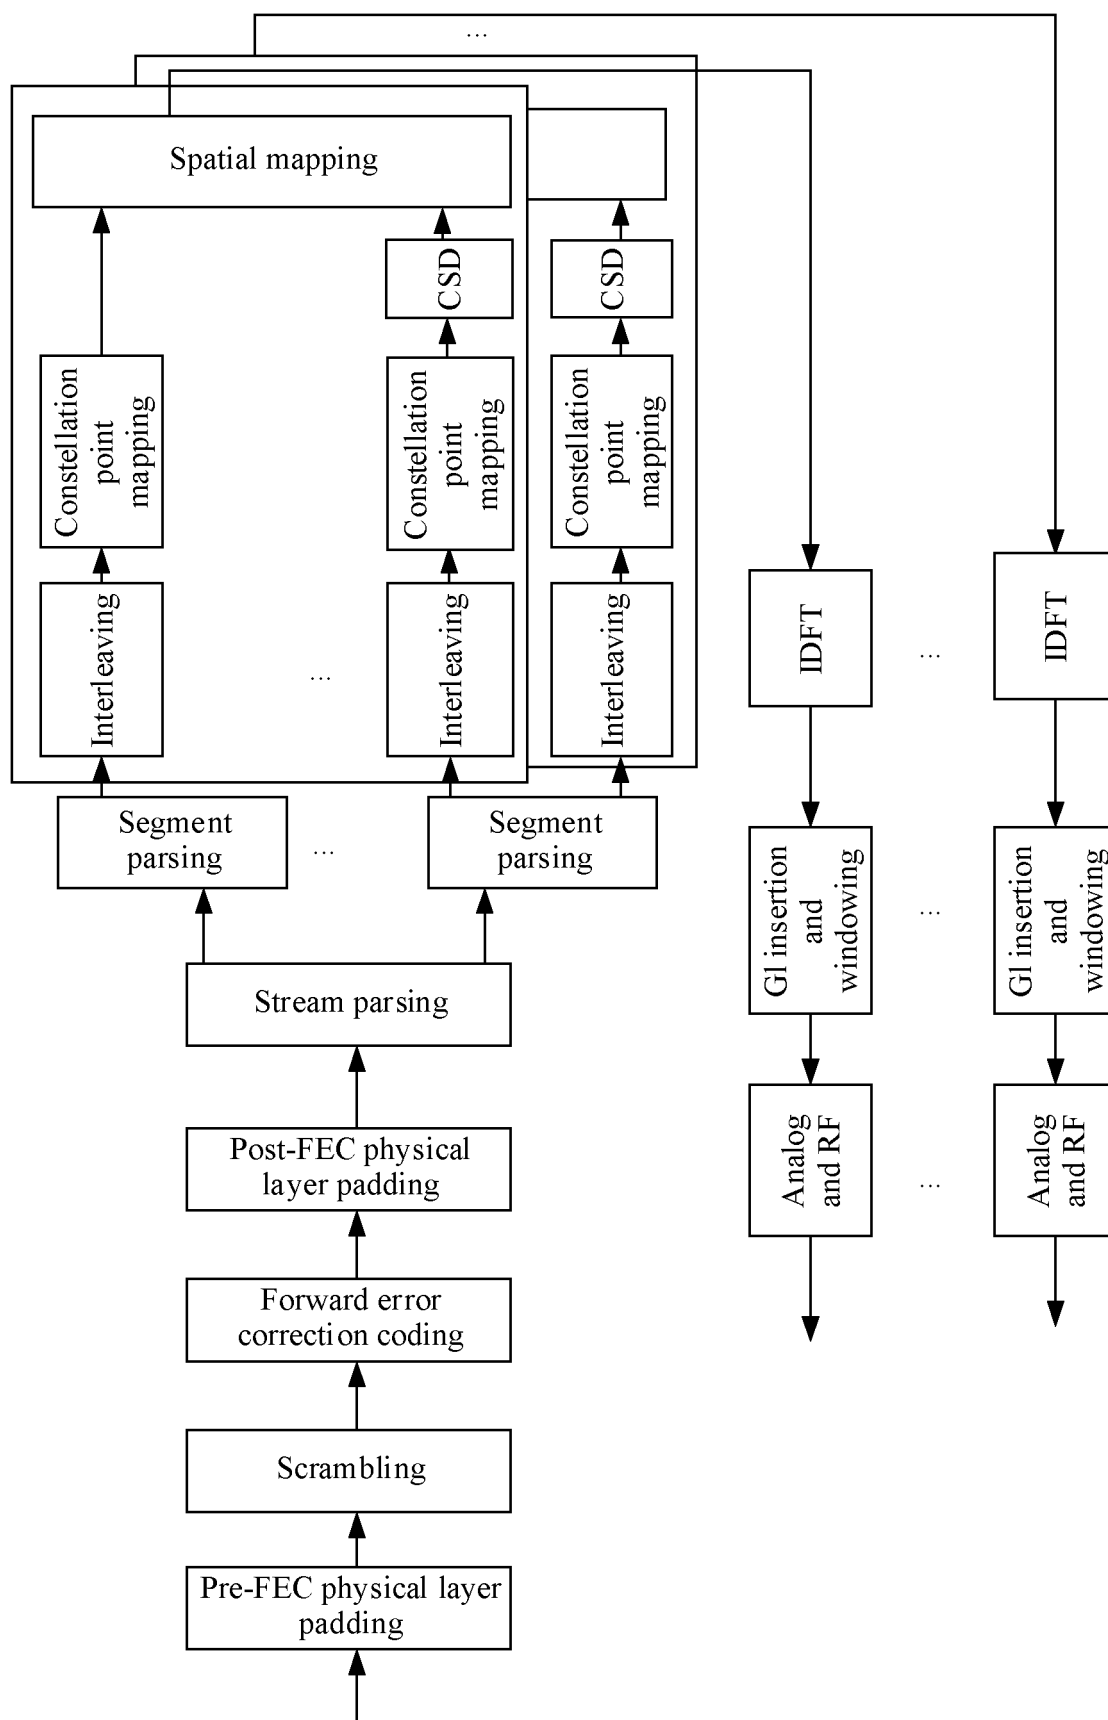 ...
Spatial mapping
CSD
CSD
Constellation
point
mapping
Constellation
point
mapping
Constellation
point
mapping
Interleaving
...
Interleaving
Interleaving
IDFT
...
IDFT
Segment
parsing
...
Segment
parsing
GI insertion
and
windowing
...
GI insertion
and
windowing
Stream parsing
Analog
and RF
...
Analog
and RF
Post-FEC physical
layer padding
Forward error
correction coding
Scrambling
Pre-FEC physical layer
padding